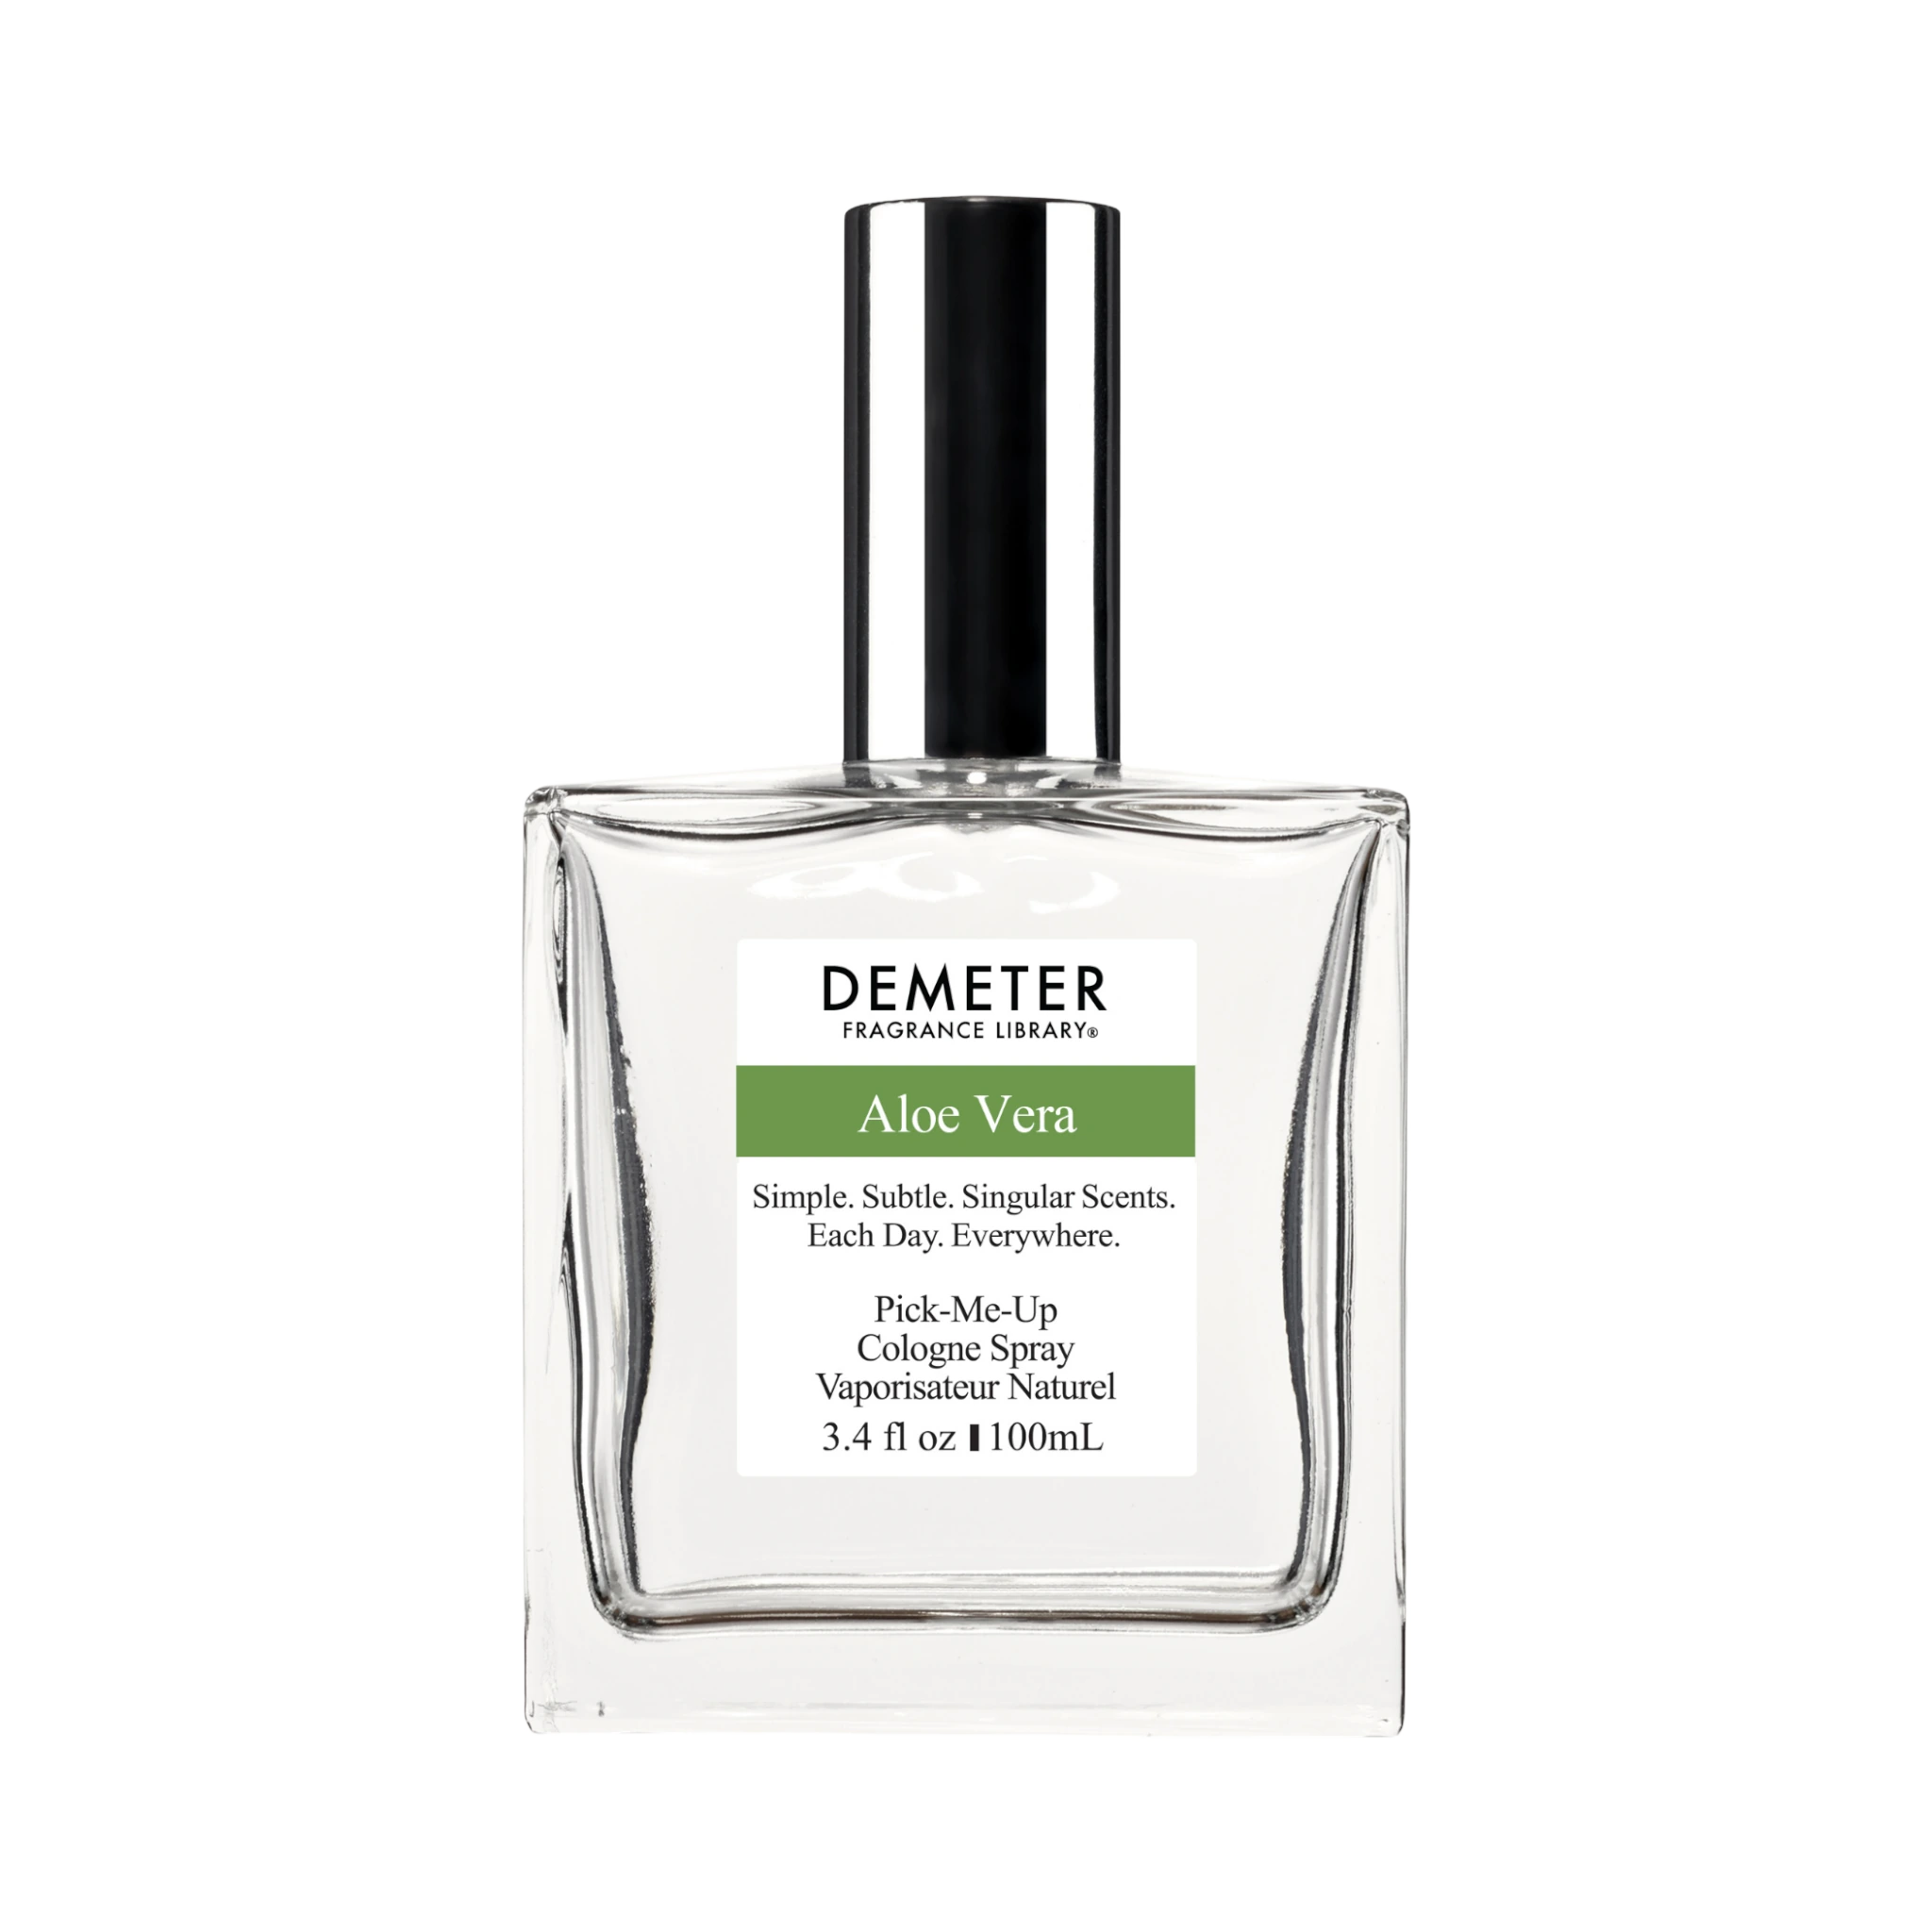 DEMETER
FRAGRANCE LIBRARY®
Aloe Vera
Simple. Subtle. Singular Scents.
Each Day. Everywhere.
Pick-Me-Up
Cologne Spray
Vaporisateur Naturel
3.4 fl oz ▌100mL